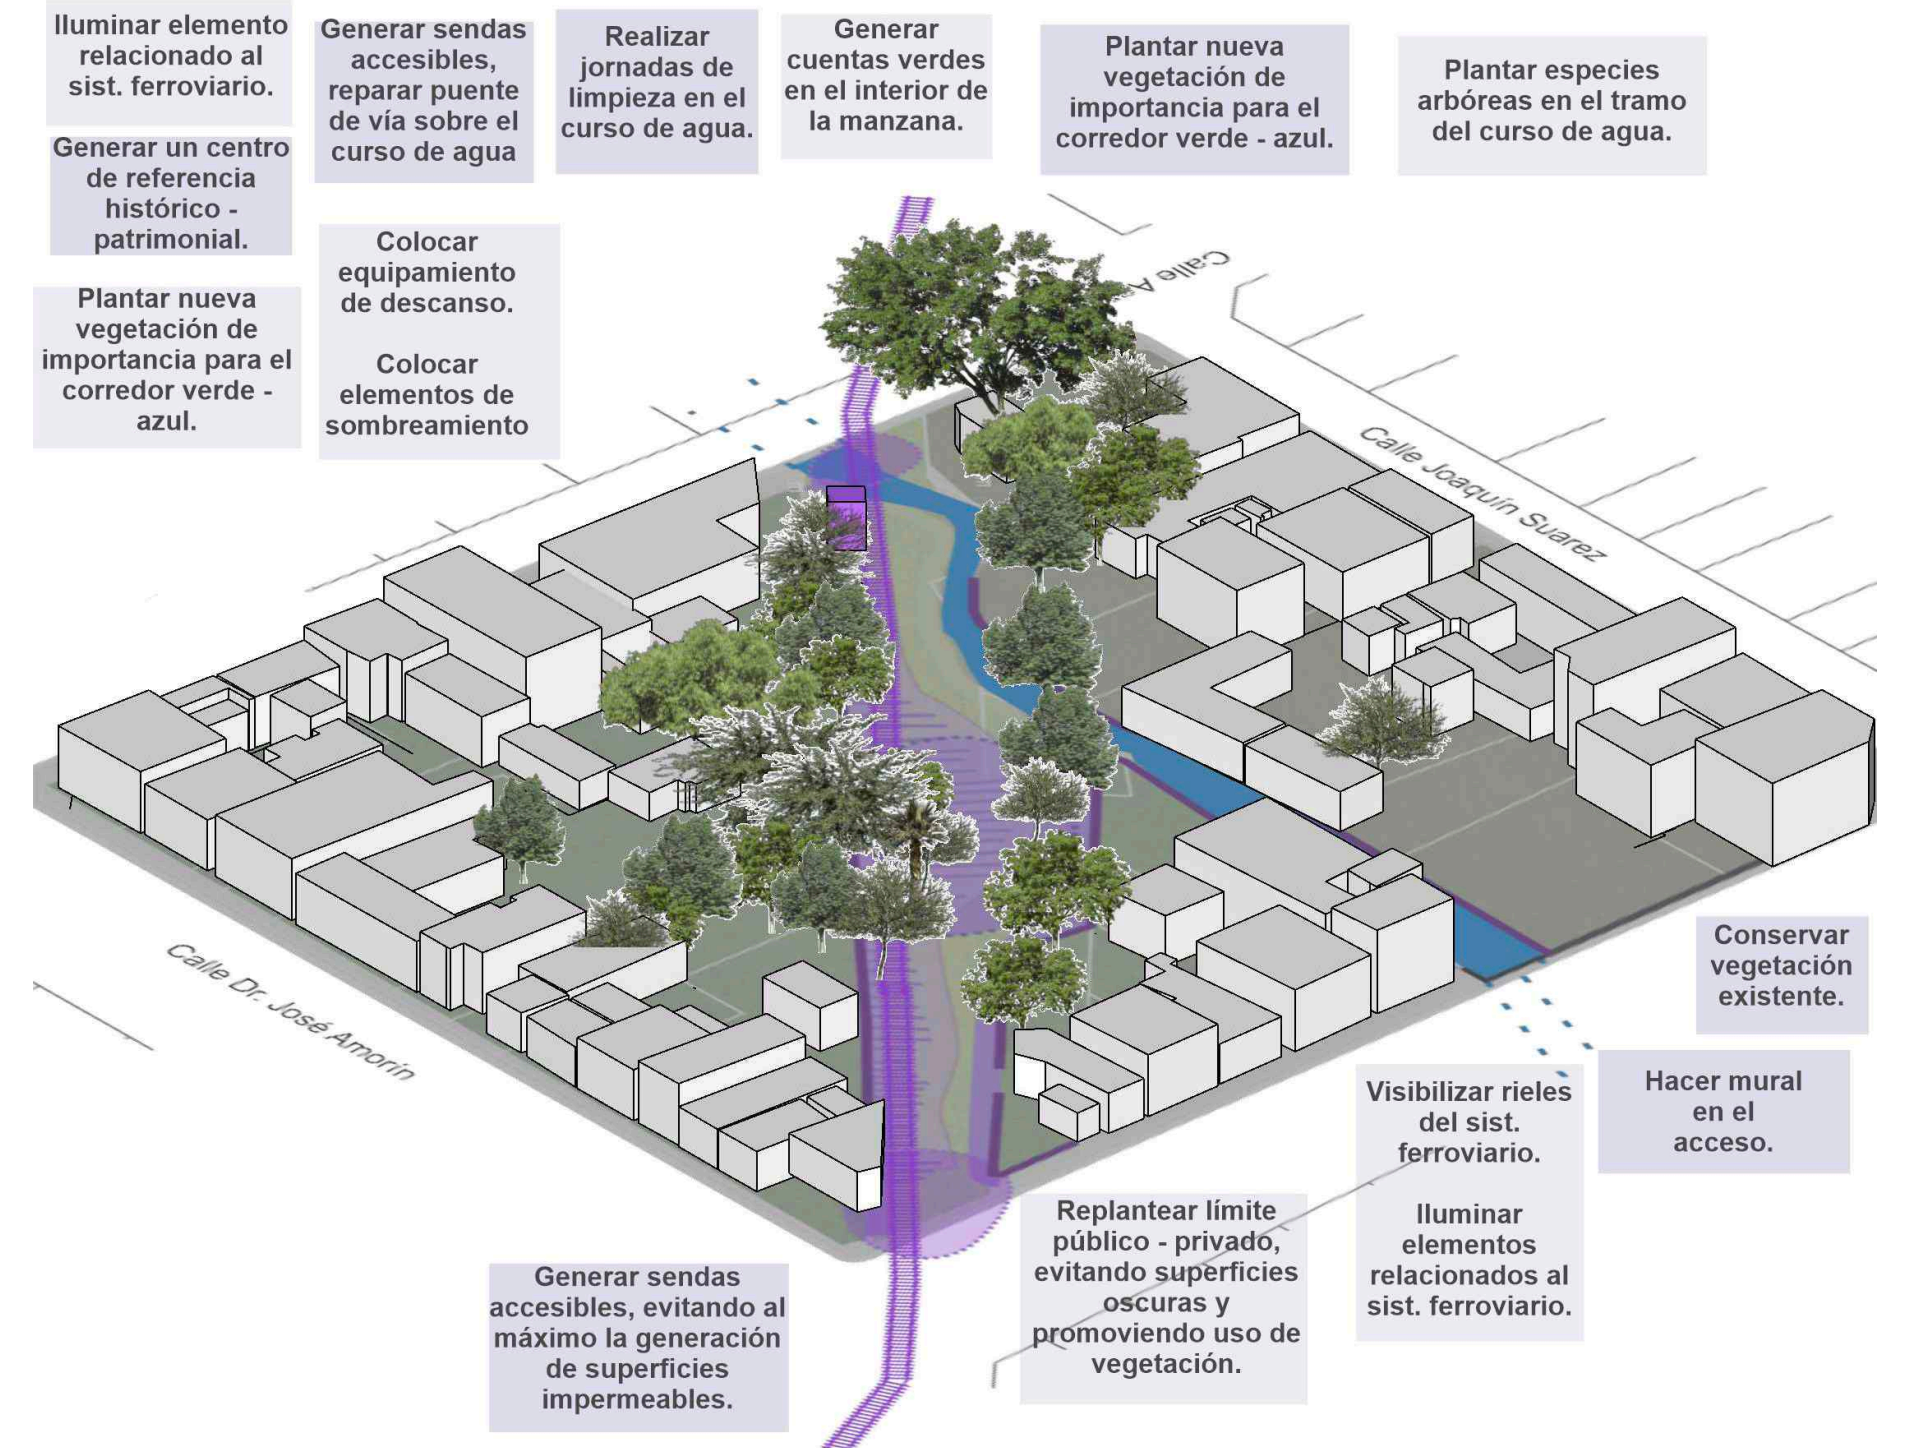 Iluminar elemento
relacionado al
sist. ferroviario.
Generar sendas
accesibles,
reparar puente
de vía sobre el
curso de agua
Realizar
jornadas de
limpieza en el
curso de agua.
Generar
cuentas verdes
en el interior de
la manzana.
Plantar nueva
vegetación de
importancia para el
corredor verde - azul.
Plantar especies
arbóreas en el tramo
del curso de agua.
Generar un centro
de referencia
histórico -
patrimonial.
Colocar
equipamiento
de descanso.
Colocar
elementos de
sombreamiento
Plantar nueva
vegetación de
importancia para el
corredor verde -
azul.
Calle A
Calle Joaquín Suarez
Calle Dr. José Amorín
Conservar
vegetación
existente.
Hacer mural
en el
acceso.
Visibilizar rieles
del sist.
ferroviario.
Iluminar
elementos
relacionados al
sist. ferroviario.
Replantear límite
público - privado,
evitando superficies
oscuras y
promoviendo uso de
vegetación.
Generar sendas
accesibles, evitando al
máximo la generación
de superficies
impermeables.